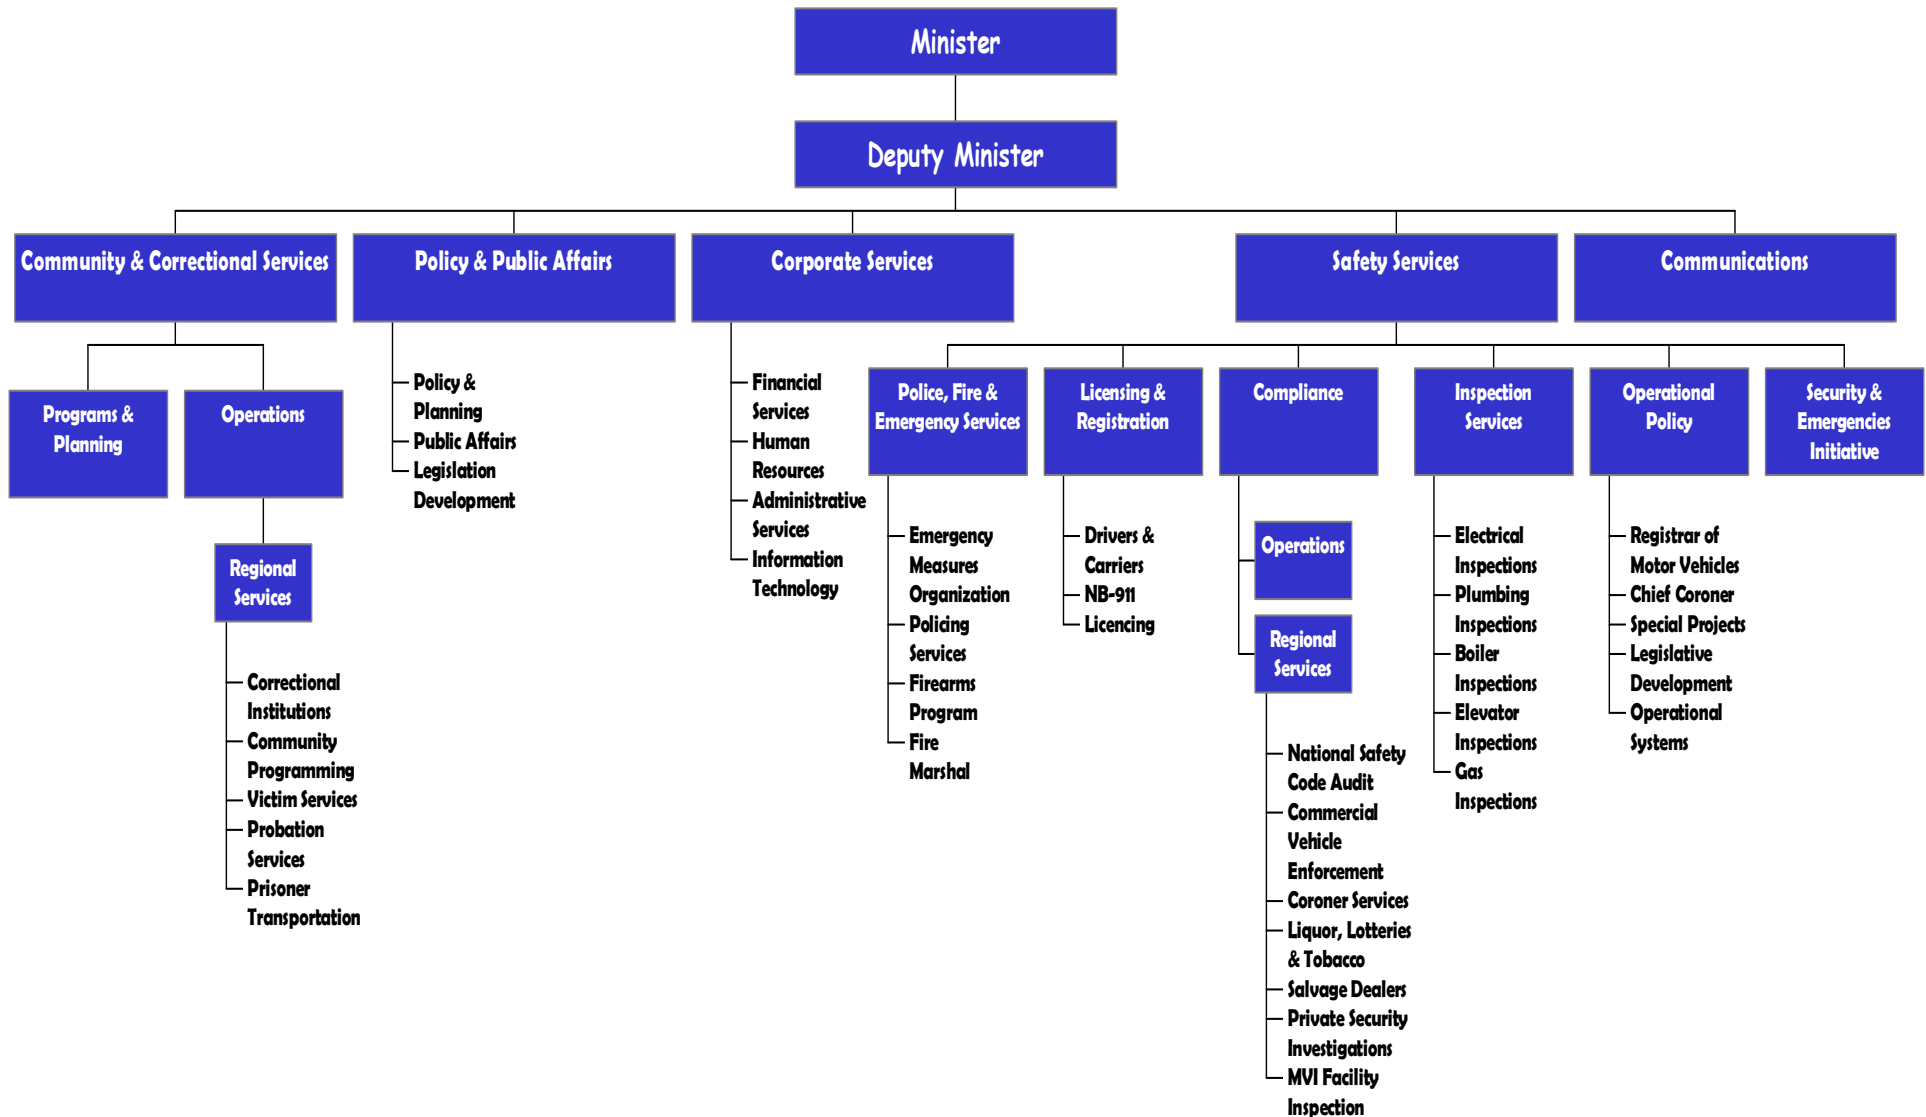 Minister
Deputy Minister
Community & Correctional Services
Policy & Public Affairs
Corporate Services
Safety Services
Communications
Programs &
Planning
Operations
Regional
Services
Correctional
Institutions
Community
Programming
Victim Services
Probation
Services
Prisoner
Transportation
Policy &
Planning
Public Affairs
Legislation
Development
Financial
Services
Human
Resources
Administrative
Services
Information
Technology
Police, Fire &
Emergency Services
Emergency
Measures
Organization
Policing
Services
Firearms
Program
Fire
Marshal
Licensing &
Registration
Drivers &
Carriers
NB-911
Licencing
Compliance
Operations
Regional
Services
National Safety
Code Audit
Commercial
Vehicle
Enforcement
Coroner Services
Liquor, Lotteries
& Tobacco
Salvage Dealers
Private Security
Investigations
MVI Facility
Inspection
Inspection
Services
Electrical
Inspections
Plumbing
Inspections
Boiler
Inspections
Elevator
Inspections
Gas
Inspections
Operational
Policy
Registrar of
Motor Vehicles
Chief Coroner
Special Projects
Legislative
Development
Operational
Systems
Security &
Emergencies
Initiative